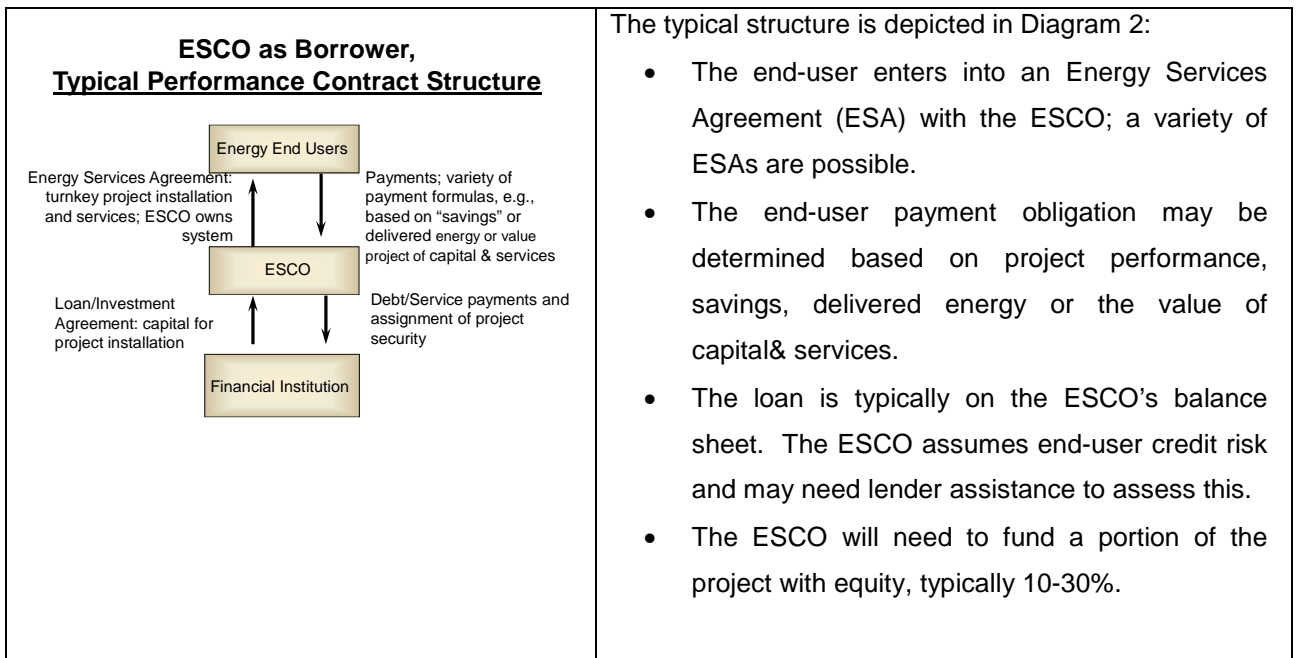 ESCO as Borrower,
Typical Performance Contract Structure
Energy End Users
Energy Services Agreement:
turnkey project installation
and services; ESCO owns
system
Payments; variety of
payment formulas, e.g.,
based on “savings” or
delivered energy or value
project of capital & services
ESCO
Loan/Investment
Agreement: capital for
project installation
Debt/Service payments and
assignment of project
security
Financial Institution
The typical structure is depicted in Diagram 2:
• The end-user enters into an Energy Services
Agreement (ESA) with the ESCO; a variety of
ESAs are possible.
• The end-user payment obligation may be
determined based on project performance,
savings, delivered energy or the value of
capital& services.
• The loan is typically on the ESCO’s balance
sheet. The ESCO assumes end-user credit risk
and may need lender assistance to assess this.
• The ESCO will need to fund a portion of the
project with equity, typically 10-30%.